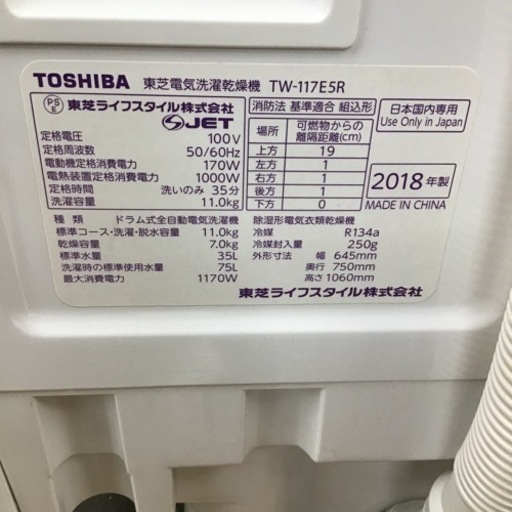 TOSHIBA 東芝電気洗濯乾燥機 TW-117E5R
PS
E
東芝ライフスタイル株式会社
JET
定格電圧 100V
定格周波数 50/60Hz
電動機定格消費電力 170W
電熱装置定格消費電力 1000W
定格時間 洗いのみ 35分
洗濯容量 11.0kg
消防法 基準適合 組込形
場所 可燃物からの離隔距離(cm)
上方 19
左方 1
右方 1
後方 1
下方 0
日本国内専用
Use Only in Japan
2018年製
MADE IN CHINA
種類 ドラム式全自動電気洗濯機
標準コース・洗濯・脱水容量 11.0kg
乾燥容量 7.0kg
標準水量 35L
洗濯時の標準使用水量 75L
最大消費電力 1170W
除湿形電気衣類乾燥機
冷媒 R134a
冷媒封入量 250g
外形寸法 幅 645mm
奥行 750mm
高さ 1060mm
東芝ライフスタイル株式会社